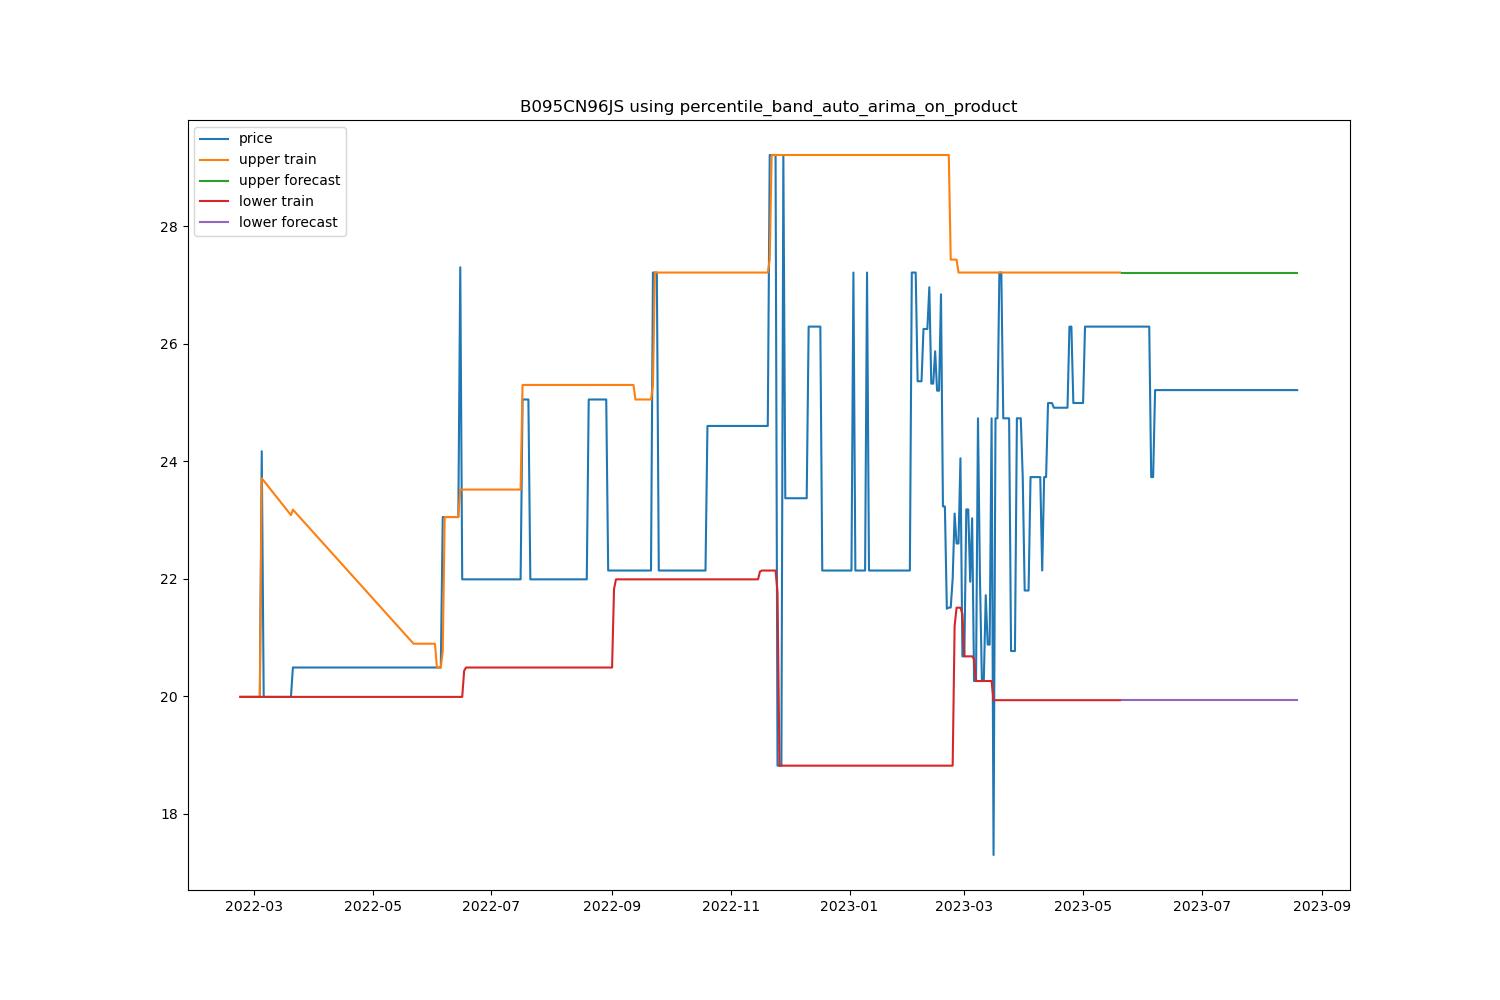 B095CN96JS using percentile_band_auto_arima_on_product
price
upper train
upper forecast
lower train
lower forecast
28
26
24
22
20
18
2022-03 2022-05 2022-07 2022-09 2022-11 2023-01 2023-03 2023-05 2023-07 2023-09